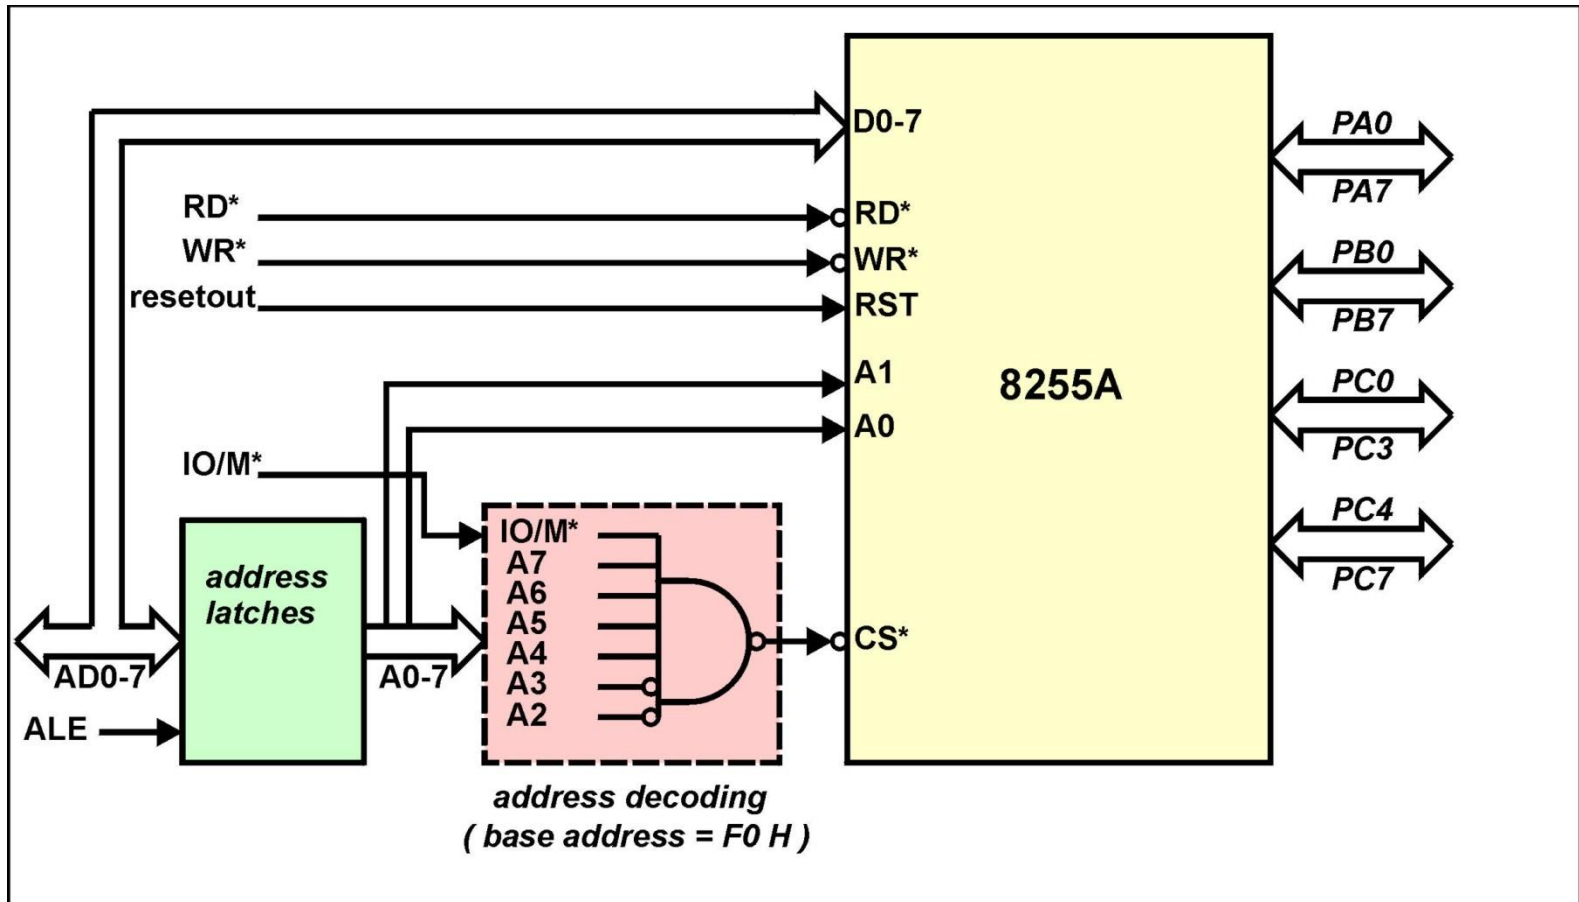 D0-7
PA0
PA7
RD*
RD*
WR*
WR*
PB0
PB7
resetout
RST
A1
8255A
PC0
PC3
A0
IO/M*
PC4
PC7
IO/M*
A7
A6
A5
A4
A3
A2
address
latches
CS*
AD0-7
A0-7
ALE
address decoding
( base address = F0 H )